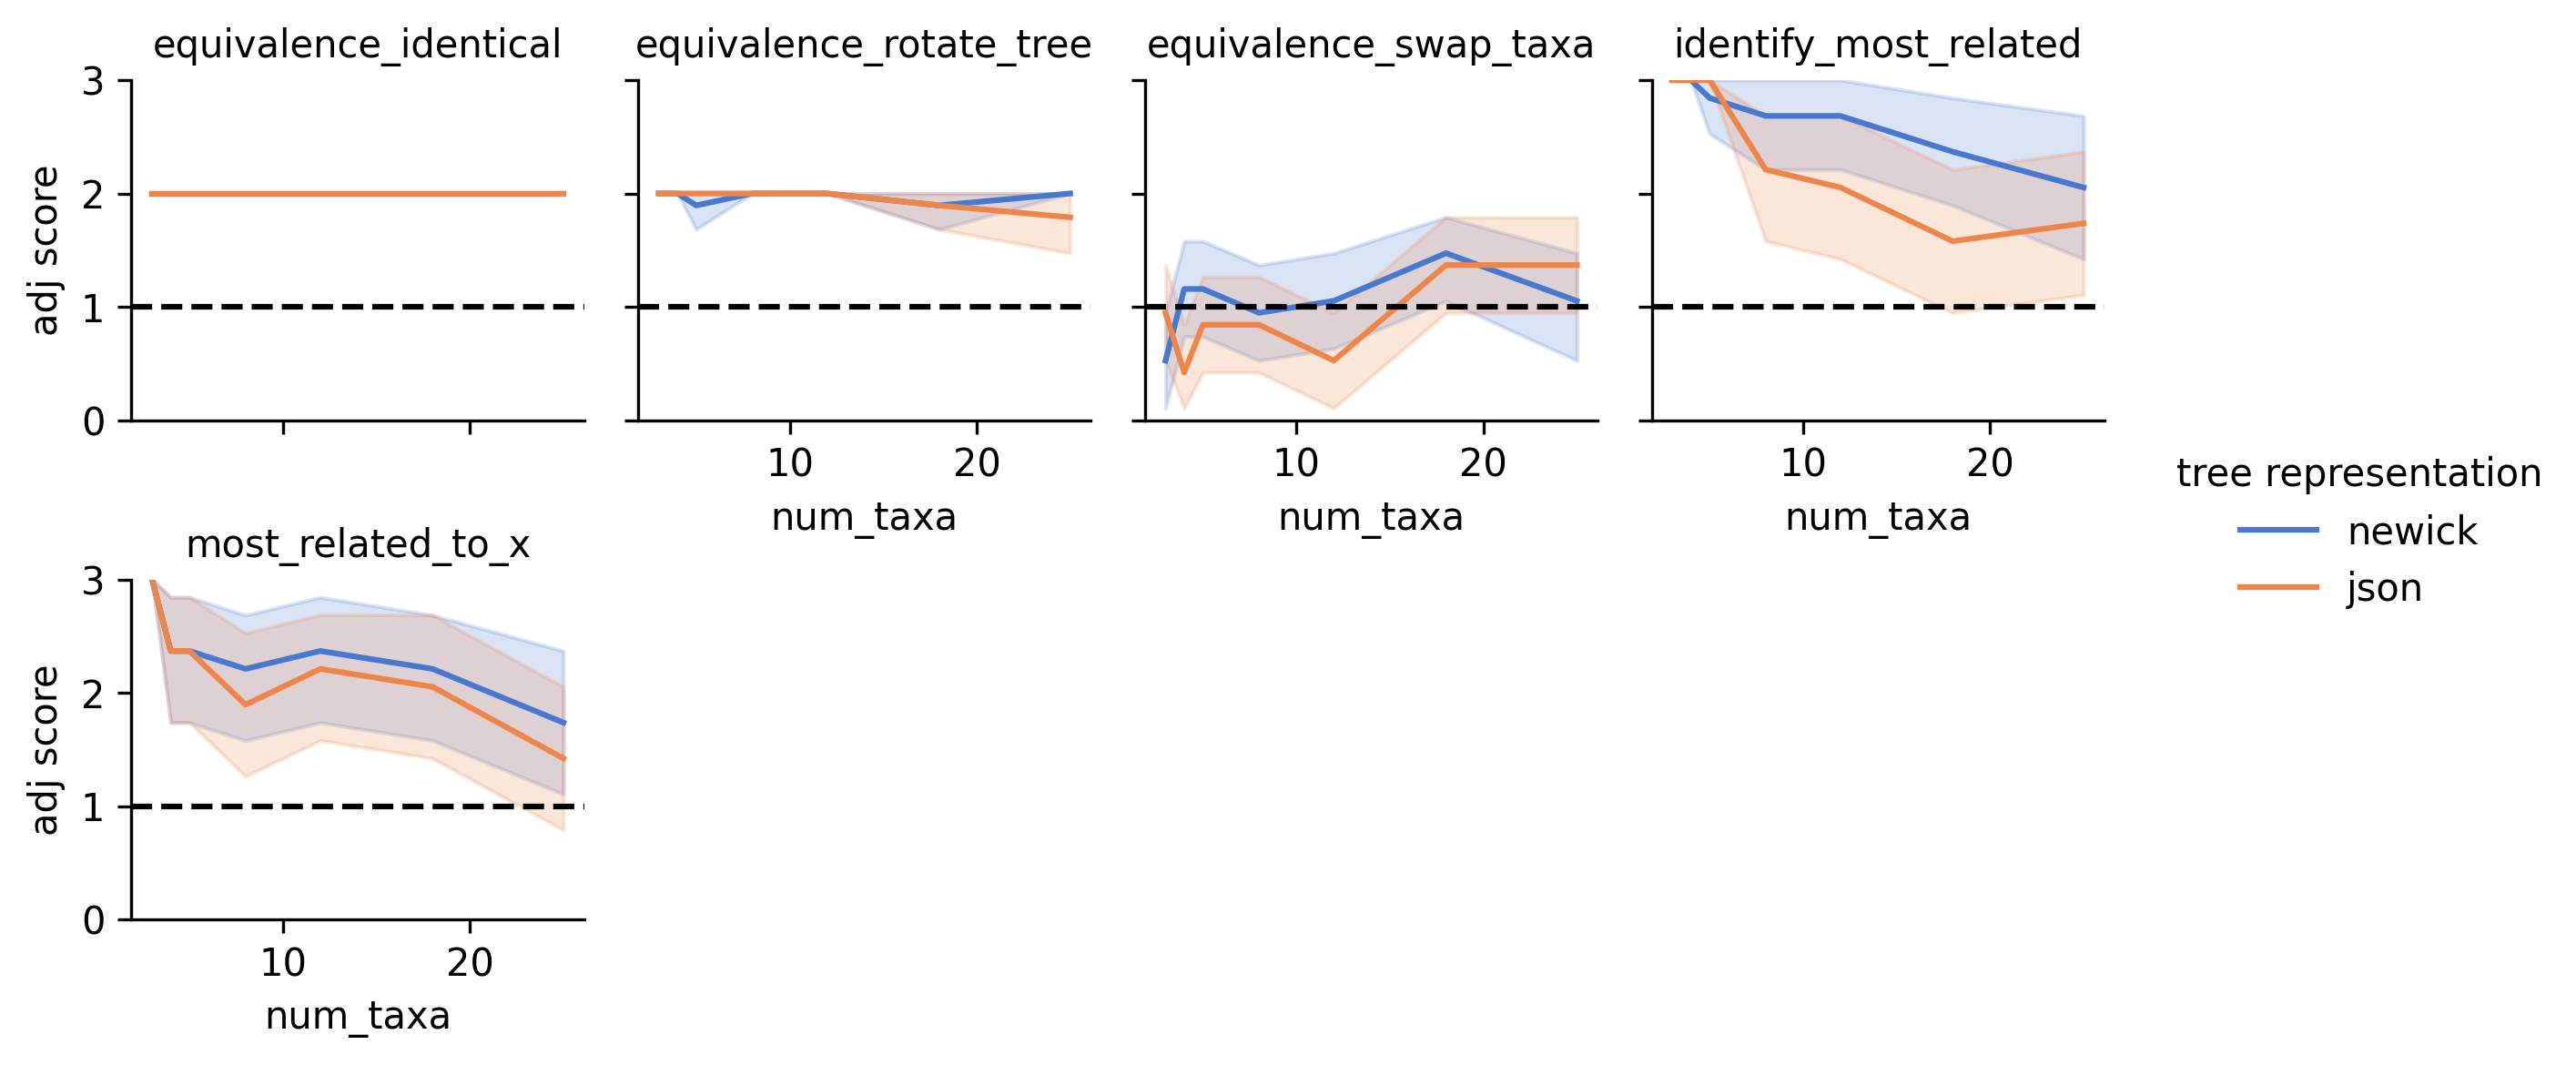 equivalence_identical
equivalence_rotate_tree
equivalence_swap_taxa
identify_most_related
3
2
1
0
adj score
10
20
num_taxa
10
20
num_taxa
10
20
num_taxa
tree representation
newick
json
most_related_to_x
3
2
1
0
adj score
10
20
num_taxa